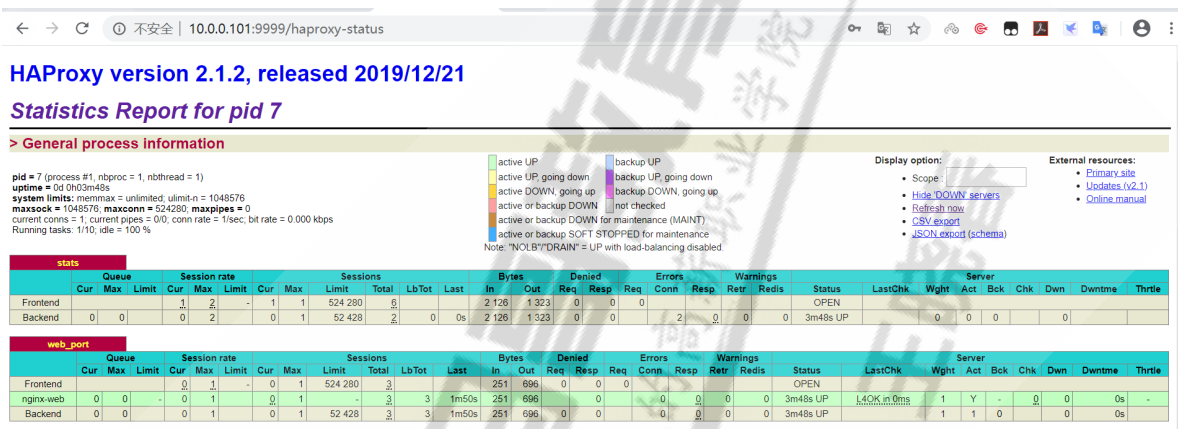 不安全 | 10.0.0.101:9999/haproxy-status
HAProxy version 2.1.2, released 2019/12/21
Statistics Report for pid 7
> General process information
pid = 7 (process #1, nbproc = 1, nbthread = 1)
uptime = 0d 0h03m48s
system limits: memmax = unlimited; ulimit-n = 1048576
maxsock = 1048576; maxconn = 524280; maxpipes = 0
current conns = 1; current pipes = 0/0; conn rate = 1/sec; bit rate = 0.000 kbps
Running tasks: 1/10; idle = 100 %
active UP backup UP
active UP, going down backup UP, going down
active DOWN, going up backup DOWN, going up
active or backup DOWN not checked
active or backup DOWN for maintenance (MAINT)
active or backup SOFT STOPPED for maintenance
Note: "NOLB"/"DRAIN" = UP with load-balancing disabled.
Display option:
Scope :
Hide 'DOWN' servers
Refresh now
CSV export
JSON export (schema)
External resources:
Primary site
Updates (v2.1)
Online manual
stats
Queue Session rate Sessions Bytes Denied Errors Warnings Server
Cur Max Limit Cur Max Limit Cur Max Limit Total LbTot Last In Out Req Resp Req Conn Resp Retr Redis Status LastChk Wght Act Bck Chk Dwn Dwntme Thrtle
Frontend 1 2 - 1 1 524 280 6 2 126 1 323 0 0 0 OPEN
Backend 0 0 0 2 0 1 52 428 2 0 0s 2 126 1 323 0 0 2 0 0 0 3m48s UP 0 0 0 0
web_port
Queue Session rate Sessions Bytes Denied Errors Warnings Server
Cur Max Limit Cur Max Limit Cur Max Limit Total LbTot Last In Out Req Resp Req Conn Resp Retr Redis Status LastChk Wght Act Bck Chk Dwn Dwntme Thrtle
Frontend 0 1 - 0 1 524 280 3 251 696 0 0 0 OPEN
nginx-web 0 0 - 0 1 0 1 - 3 3 1m50s 251 696 0 0 0 0 0 3m48s UP L4OK in 0ms 1 Y - 0 0 0s -
Backend 0 0 0 1 0 1 52 428 3 3 1m50s 251 696 0 0 0 0 0 0 3m48s UP 1 1 0 0 0s